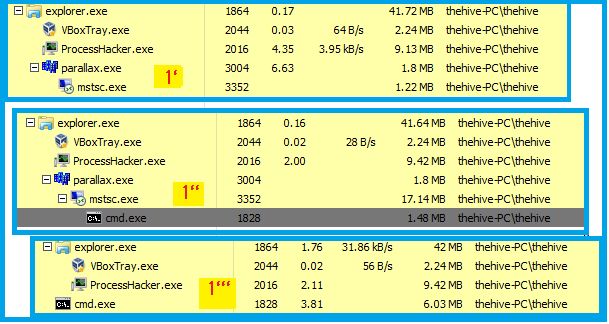 explorer.exe 1864 0.17 41.72 MB thehive-PC\thehive
VBoxTray.exe 2044 0.03 64 B/s 2.24 MB thehive-PC\thehive
ProcessHacker.exe 2016 4.35 3.95 kB/s 9.13 MB thehive-PC\thehive
parallax.exe 3004 6.63 1.8 MB thehive-PC\thehive
1‘
mstsc.exe 3352 1.22 MB thehive-PC\thehive
explorer.exe 1864 0.16 41.64 MB thehive-PC\thehive
VBoxTray.exe 2044 0.02 28 B/s 2.24 MB thehive-PC\thehive
ProcessHacker.exe 2016 2.00 9.42 MB thehive-PC\thehive
parallax.exe 3004 1.8 MB thehive-PC\thehive
1‘‘
mstsc.exe 3352 17.14 MB thehive-PC\thehive
cmd.exe 1828 1.48 MB thehive-PC\thehive
explorer.exe 1864 1.76 31.86 kB/s 42 MB thehive-PC\thehive
VBoxTray.exe 2044 0.02 56 B/s 2.24 MB thehive-PC\thehive
ProcessHacker.exe 2016 2.11 9.42 MB thehive-PC\thehive
1‘‘‘
cmd.exe 1828 3.81 6.03 MB thehive-PC\thehive